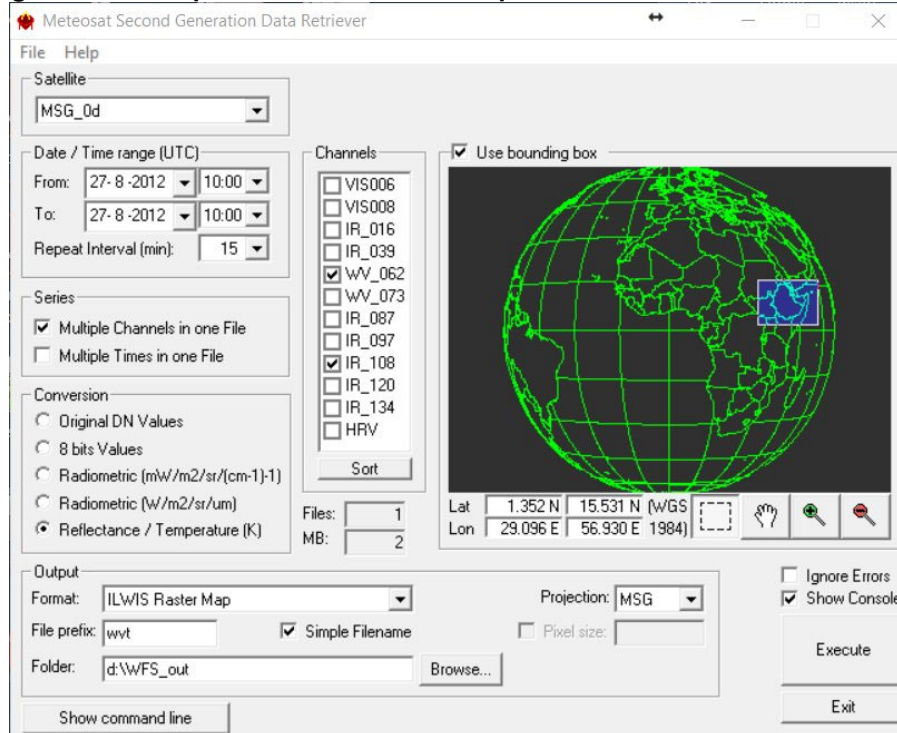 Meteosat Second Generation Data Retriever
File Help
Satellite
MSG_0d
Date / Time range (UTC)
From: 27- 8 -2012 10:00
To: 27- 8 -2012 10:00
Repeat Interval (min): 15
Series
Multiple Channels in one File
Multiple Times in one File
Conversion
Original DN Values
8 bits Values
Radiometric (mW/m2/sr/(cm-1)-1)
Radiometric (W/m2/sr/um)
Reflectance / Temperature (K)
Channels
VIS006
VIS008
IR_016
IR_039
WV_062
WV_073
IR_087
IR_097
IR_108
IR_120
IR_134
HRV
Sort
Files: 1
MB: 2
Use bounding box
Lat 1.352 N 15.531 N (WGS
Lon 29.096 E 56.930 E 1984)
Output
Format: ILWIS Raster Map
Projection: MSG
File prefix: wvt
Simple Filename
Pixel size:
Folder: d:\WFS_out
Browse...
Ignore Errors
Show Console
Execute
Exit
Show command line